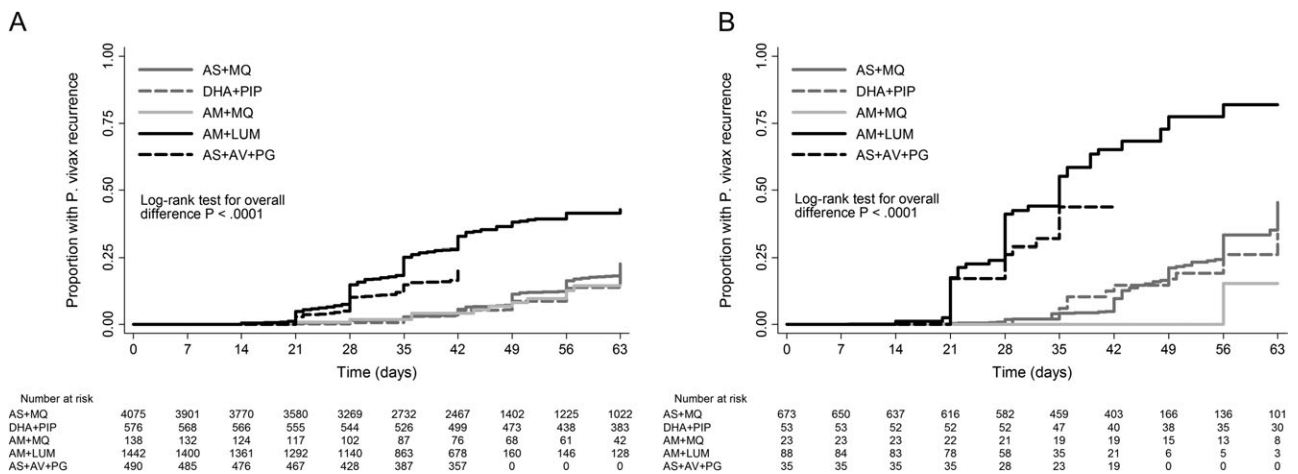 A
Proportion with P. vivax recurrence
1.00
0.75
0.50
0.25
0.00
AS+MQ
DHA+PIP
AM+MQ
AM+LUM
AS+AV+PG
Log-rank test for overall
difference P < .0001
0 7 14 21 28 35 42 49 56 63
Time (days)
Number at risk
AS+MQ 4075 3901 3770 3580 3269 2732 2467 1402 1225 1022
DHA+PIP 576 568 566 555 544 526 499 473 438 383
AM+MQ 138 132 124 117 102 87 76 68 61 42
AM+LUM 1442 1400 1361 1292 1140 863 678 160 146 128
AS+AV+PG 490 485 476 467 428 387 357 0 0 0
B
Proportion with P. vivax recurrence
1.00
0.75
0.50
0.25
0.00
AS+MQ
DHA+PIP
AM+MQ
AM+LUM
AS+AV+PG
Log-rank test for overall
difference P < .0001
0 7 14 21 28 35 42 49 56 63
Time (days)
Number at risk
AS+MQ 673 650 637 616 582 459 403 166 136 101
DHA+PIP 53 53 52 52 52 47 40 38 35 30
AM+MQ 23 23 23 22 21 19 19 15 13 8
AM+LUM 88 84 83 78 58 35 21 6 5 3
AS+AV+PG 35 35 35 35 28 23 19 0 0 0